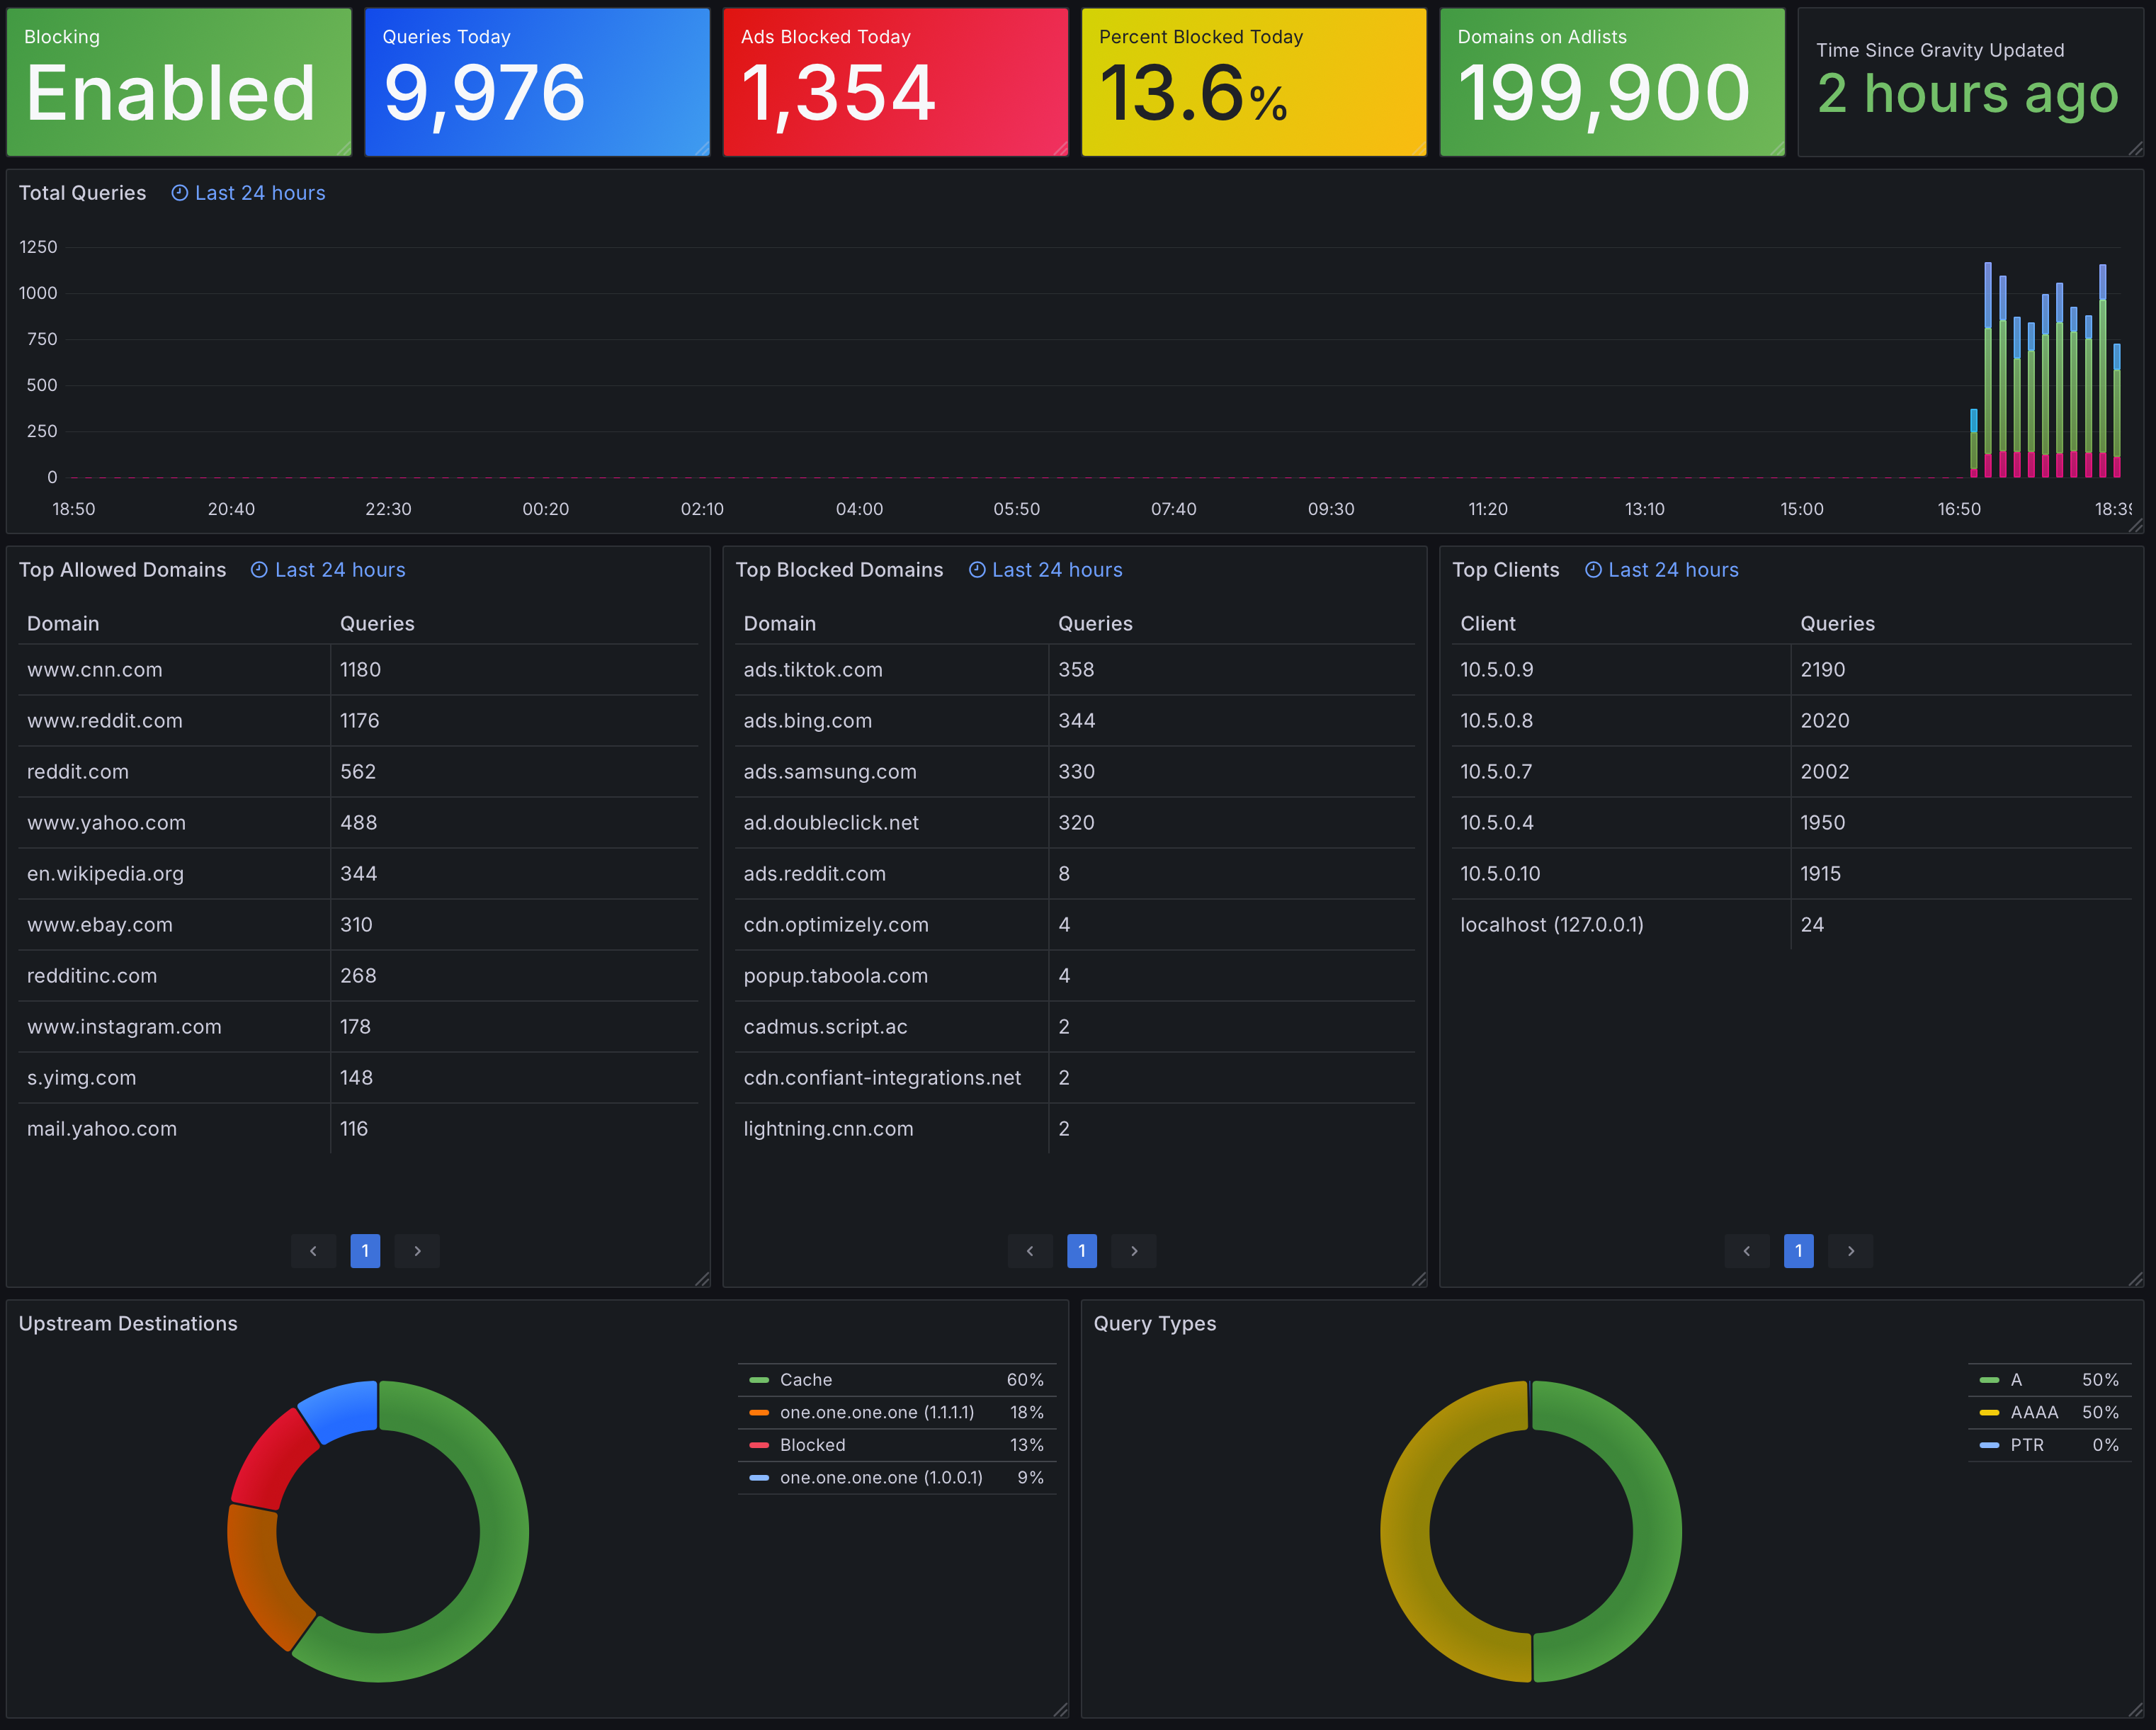 Blocking
Enabled
Queries Today
9,976
Ads Blocked Today
1,354
Percent Blocked Today
13.6%
Domains on Adlists
199,900
Time Since Gravity Updated
2 hours ago
Total Queries Last 24 hours
1250
1000
750
500
250
0
18:50 20:40 22:30 00:20 02:10 04:00 05:50 07:40 09:30 11:20 13:10 15:00 16:50 18:39
Top Allowed Domains Last 24 hours
Domain Queries
www.cnn.com 1180
www.reddit.com 1176
reddit.com 562
www.yahoo.com 488
en.wikipedia.org 344
www.ebay.com 310
redditinc.com 268
www.instagram.com 178
s.yimg.com 148
mail.yahoo.com 116
1
Top Blocked Domains Last 24 hours
Domain Queries
ads.tiktok.com 358
ads.bing.com 344
ads.samsung.com 330
ad.doubleclick.net 320
ads.reddit.com 8
cdn.optimizely.com 4
popup.taboola.com 4
cadmus.script.ac 2
cdn.confiant-integrations.net 2
lightning.cnn.com 2
1
Top Clients Last 24 hours
Client Queries
10.5.0.9 2190
10.5.0.8 2020
10.5.0.7 2002
10.5.0.4 1950
10.5.0.10 1915
localhost (127.0.0.1) 24
1
Upstream Destinations
Cache 60%
one.one.one.one (1.1.1.1) 18%
Blocked 13%
one.one.one.one (1.0.0.1) 9%
Query Types
A 50%
AAAA 50%
PTR 0%